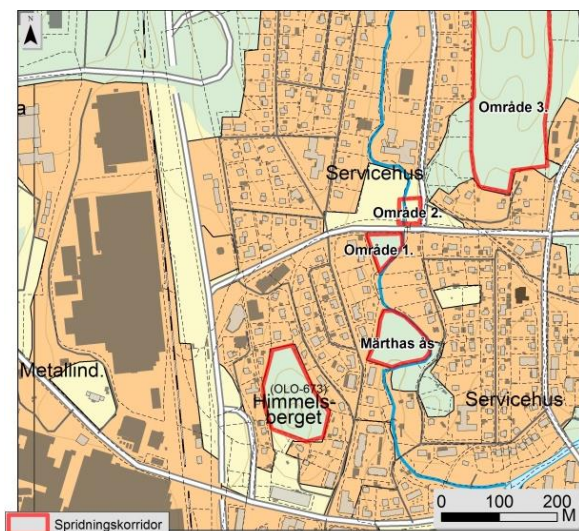 N
a
Område 3.
Servicehus
Område 2.
Område 1.
Marthas ås
Metallind.
(OLO-673)
Himmels-
berget
Servicehus
0 100 200
M
Spridningskorridor